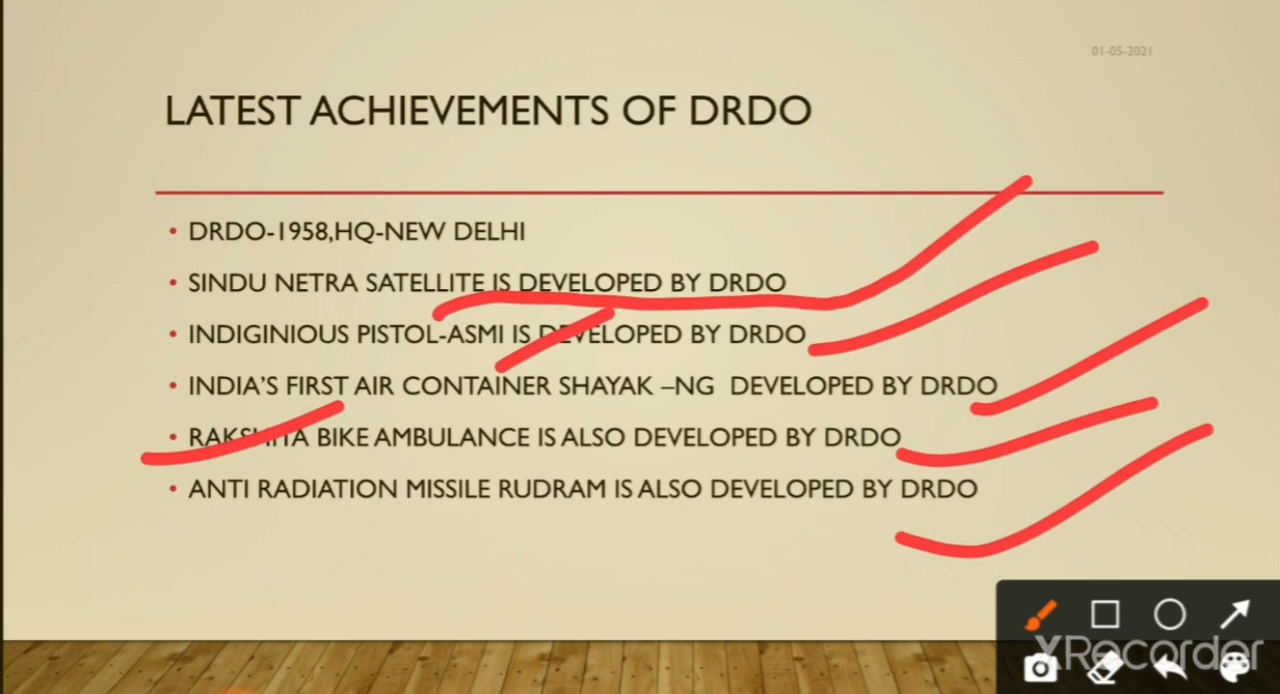 01-05-2021
LATEST ACHIEVEMENTS OF DRDO
• DRDO-1958,HQ-NEW DELHI
• SINDU NETRA SATELLITE IS DEVELOPED BY DRDO
• INDIGINIOUS PISTOL-ASMI IS DEVELOPED BY DRDO
• INDIA'S FIRST AIR CONTAINER SHAYAK –NG DEVELOPED BY DRDO
• RAKSHITA BIKE AMBULANCE IS ALSO DEVELOPED BY DRDO
• ANTI RADIATION MISSILE RUDRAM IS ALSO DEVELOPED BY DRDO
XRecorder